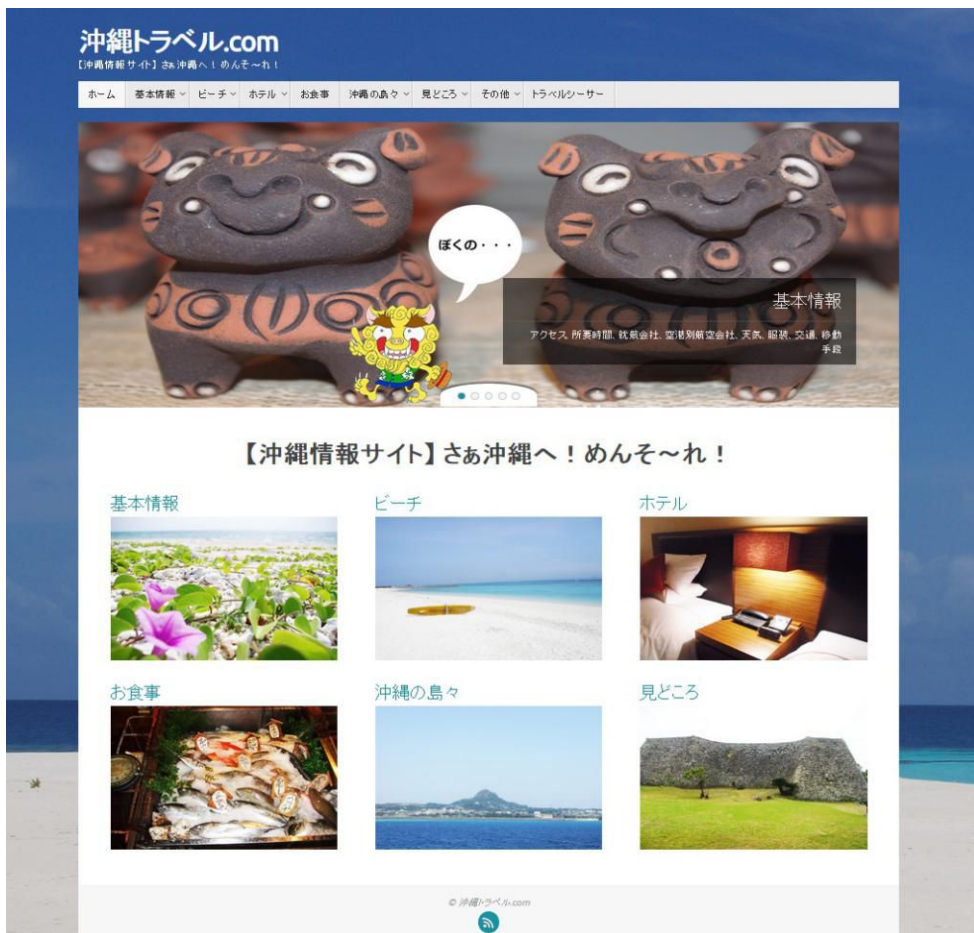 沖縄トラベル.com
【沖縄情報サイト】さぁ沖縄へ！めんそ〜れ！
ホーム 基本情報 ビーチ ホテル お食事 沖縄の島々 見どころ その他 トラベルシーサー
ぼくの・・・
基本情報
アクセス、所要時間、就航会社、空港別航空会社、天気、服装、交通、移動
手段
【沖縄情報サイト】さぁ沖縄へ！めんそ〜れ！
基本情報 ビーチ ホテル
お食事 沖縄の島々 見どころ
© 沖縄トラベル.com